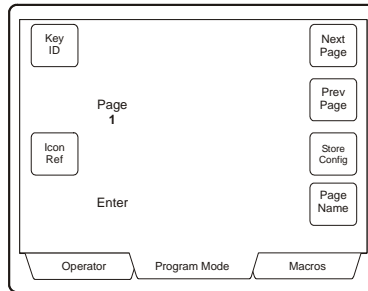 Key
ID
Next
Page
Page
1
Prev
Page
Icon
Ref
Store
Config
Enter
Page
Name
Operator
Program Mode
Macros